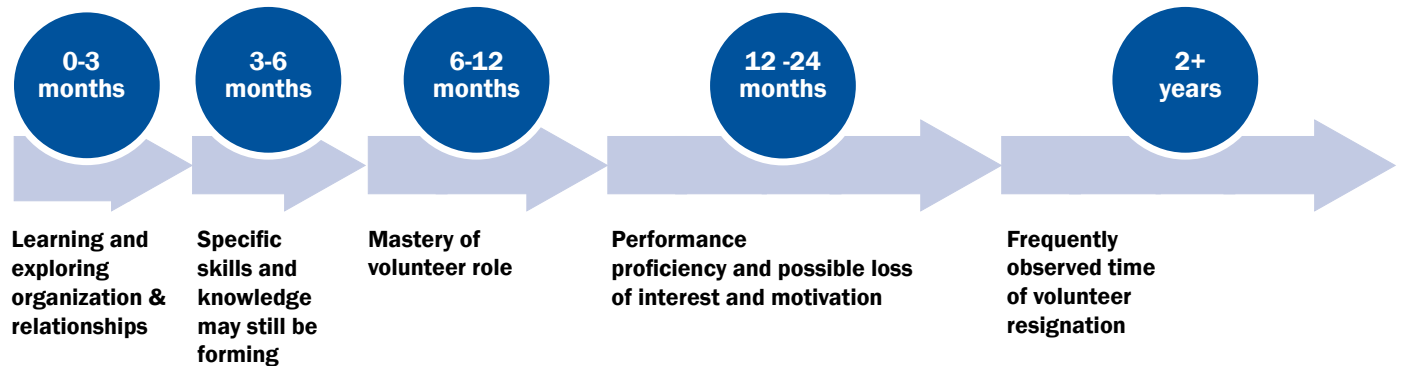 0-3
months
3-6
months
6-12
months
12 -24
months
2+
years
Learning and
exploring
organization &
relationships
Specific
skills and
knowledge
may still be
forming
Mastery of
volunteer role
Performance
proficiency and possible loss
of interest and motivation
Frequently
observed time
of volunteer
resignation